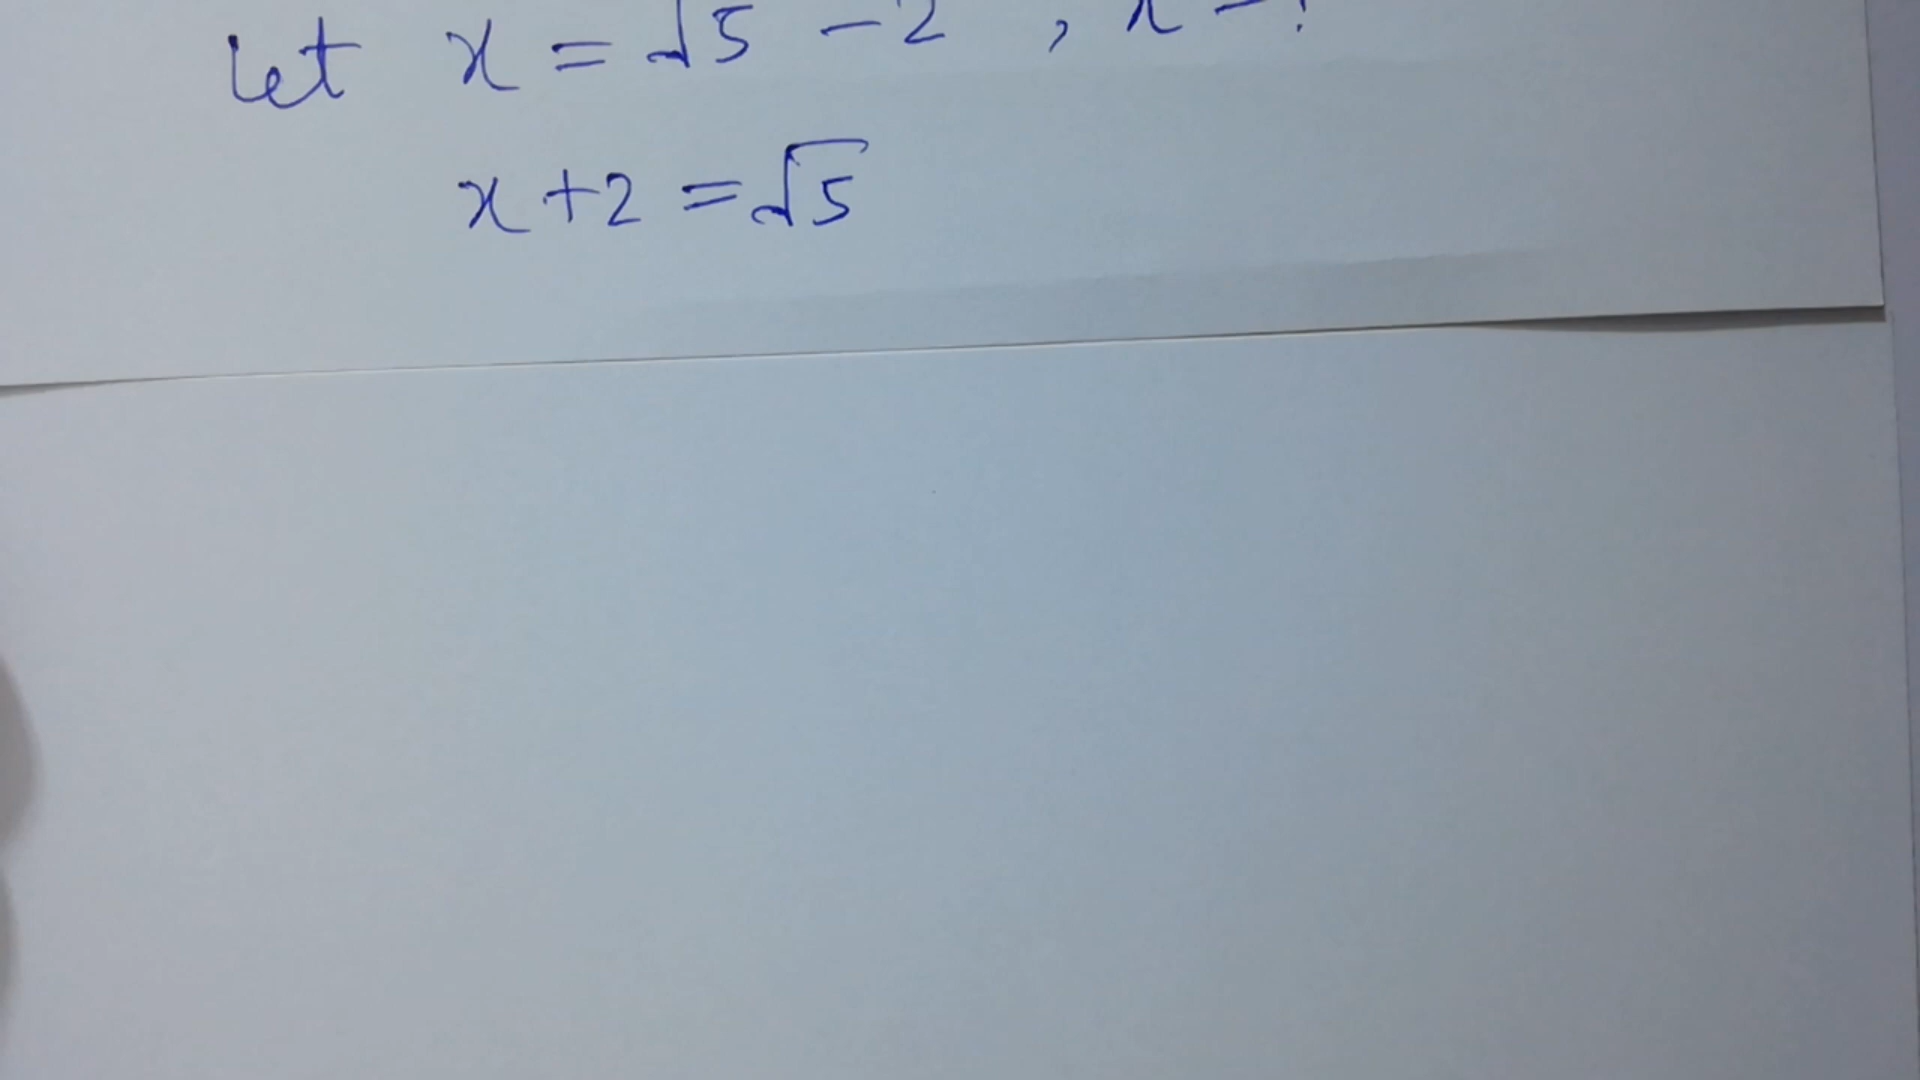 let x = √5 - 2 , x = ?
x + 2 = √5